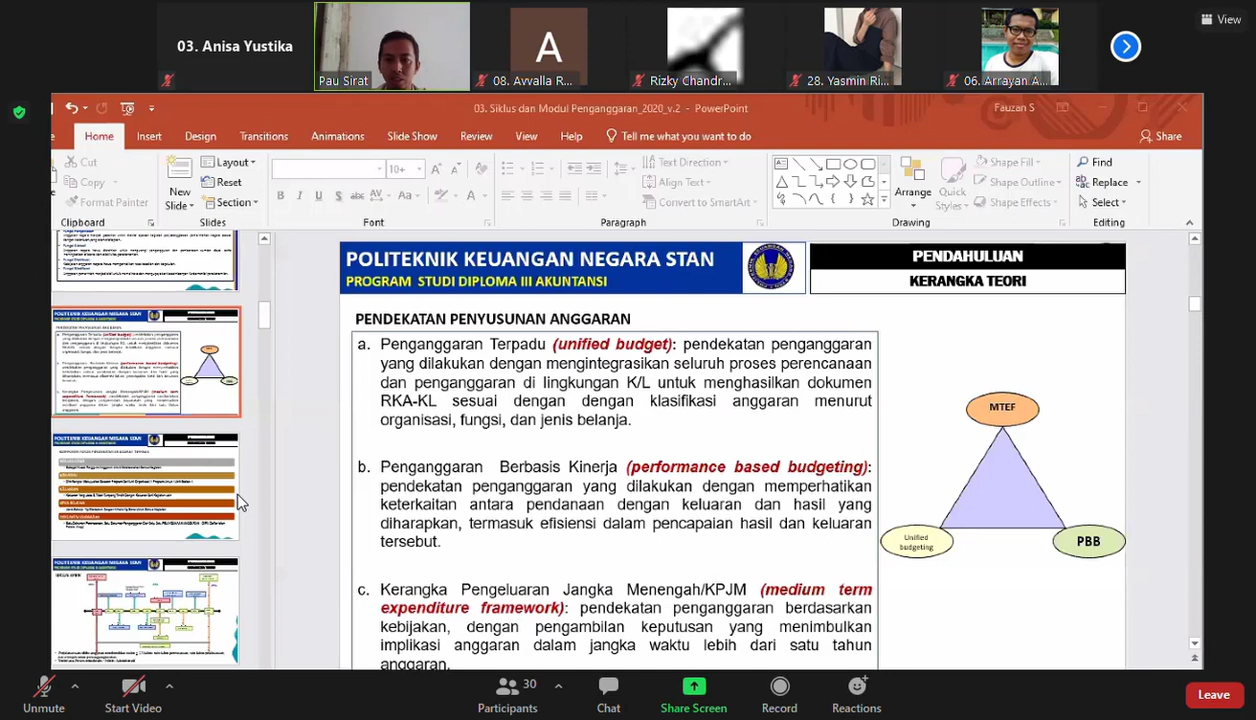 03. Anisa Yustika
Pau Sirat
08. Avvalla R...
Rizky Chandr...
28. Yasmin Ri...
06. Arrayan A...
View
03. Siklus dan Modul Penganggaran_2020_v.2 - PowerPoint
Fauzan S
Home Insert Design Transitions Animations Slide Show Review View Help Tell me what you want to do Share
Cut
Copy
Format Painter
Clipboard
New Slide
Layout
Reset
Section
Slides
10+
Font
Text Direction
Align Text
Convert to SmartArt
Paragraph
Arrange
Quick Styles
Shape Fill
Shape Outline
Shape Effects
Drawing
Find
Replace
Select
Editing
POLITEKNIK KEUANGAN NEGARA STAN
PROGRAM STUDI DIPLOMA III AKUNTANSI
PENDAHULUAN
KERANGKA TEORI
PENDEKATAN PENYUSUNAN ANGGARAN
a. Penganggaran Terpadu (unified budget): pendekatan penganggaran
yang dilakukan dengan mengintegrasikan seluruh proses perencanaan
dan penganggaran di lingkungan K/L untuk menghasilkan dokumen
RKA-KL sesuai dengan dengan klasifikasi anggaran menurut
organisasi, fungsi, dan jenis belanja.
b. Penganggaran Berbasis Kinerja (performance based budgeting):
pendekatan penganggaran yang dilakukan dengan memperhatikan
keterkaitan antara pendanaan dengan keluaran dan hasil yang
diharapkan, termasuk efisiensi dalam pencapaian hasil dan keluaran
tersebut.
c. Kerangka Pengeluaran Jangka Menengah/KPJM (medium term
expenditure framework): pendekatan penganggaran berdasarkan
kebijakan, dengan pengambilan keputusan yang menimbulkan
implikasi anggaran dalam jangka waktu lebih dari satu tahun
anggaran.
MTEF
Unified
budgeting
PBB
Unmute
Start Video
Participants 30
Chat
Share Screen
Record
Reactions
Leave